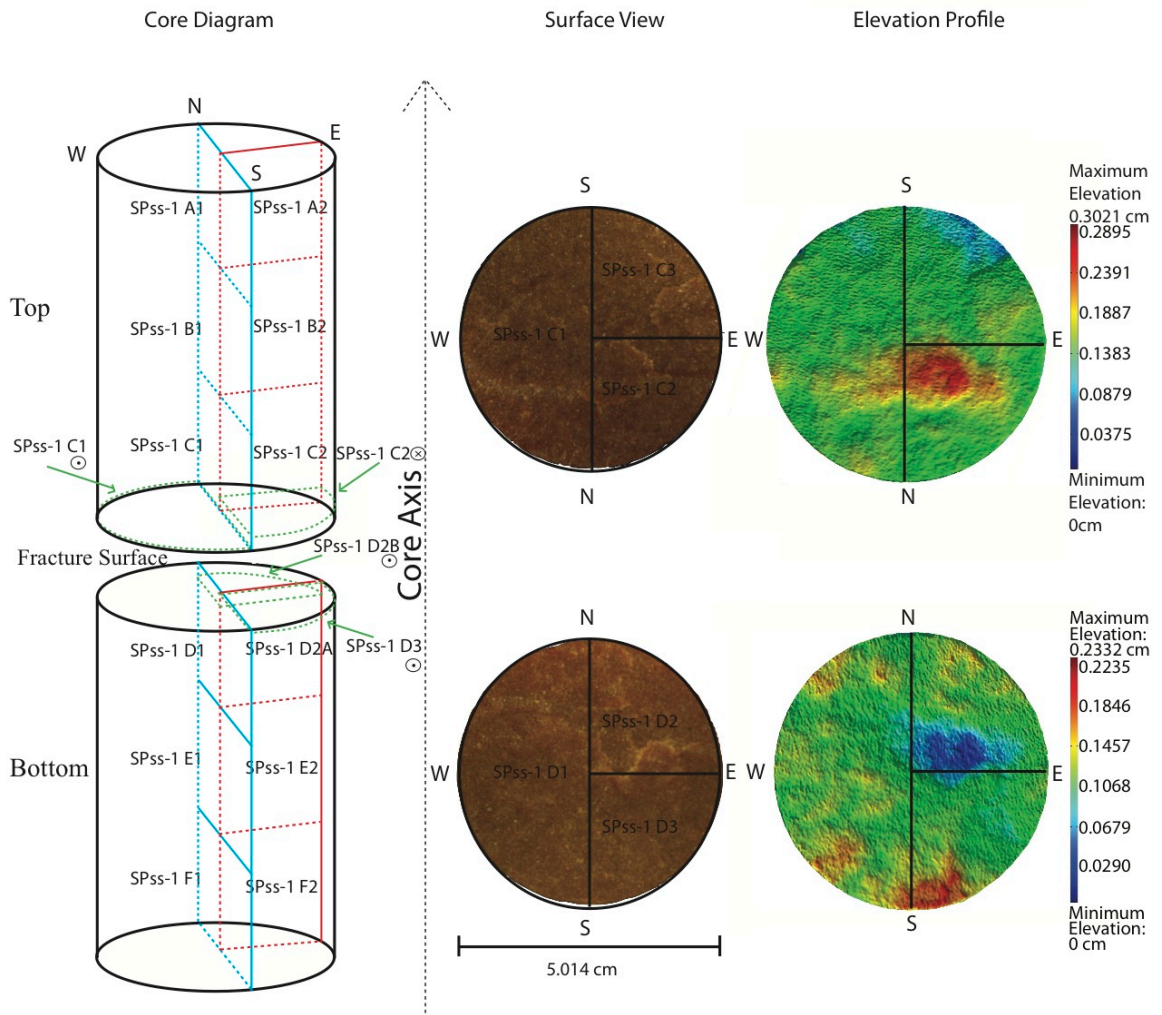 Core Diagram
Surface View
Elevation Profile
N
E
W
S
SPss-1 A1
SPss-1 A2
Top
SPss-1 B1
SPss-1 B2
SPss-1 C1
SPss-1 C1
SPss-1 C2
SPss-1 C2
Fracture Surface
SPss-1 D2B
SPss-1 D1
SPss-1 D2A
SPss-1 D3
Bottom
SPss-1 E1
SPss-1 E2
SPss-1 F1
SPss-1 F2
Core Axis
S
SPss-1 C3
W
SPss-1 C1
E
SPss-1 C2
N
S
W
E
N
Maximum
Elevation
0.3021 cm
0.2895
0.2391
0.1887
0.1383
0.0879
0.0375
Minimum
Elevation:
0cm
N
SPss-1 D2
W
SPss-1 D1
E
SPss-1 D3
S
5.014 cm
N
W
E
S
Maximum
Elevation:
0.2332 cm
0.2235
0.1846
0.1457
0.1068
0.0679
0.0290
Minimum
Elevation:
0 cm